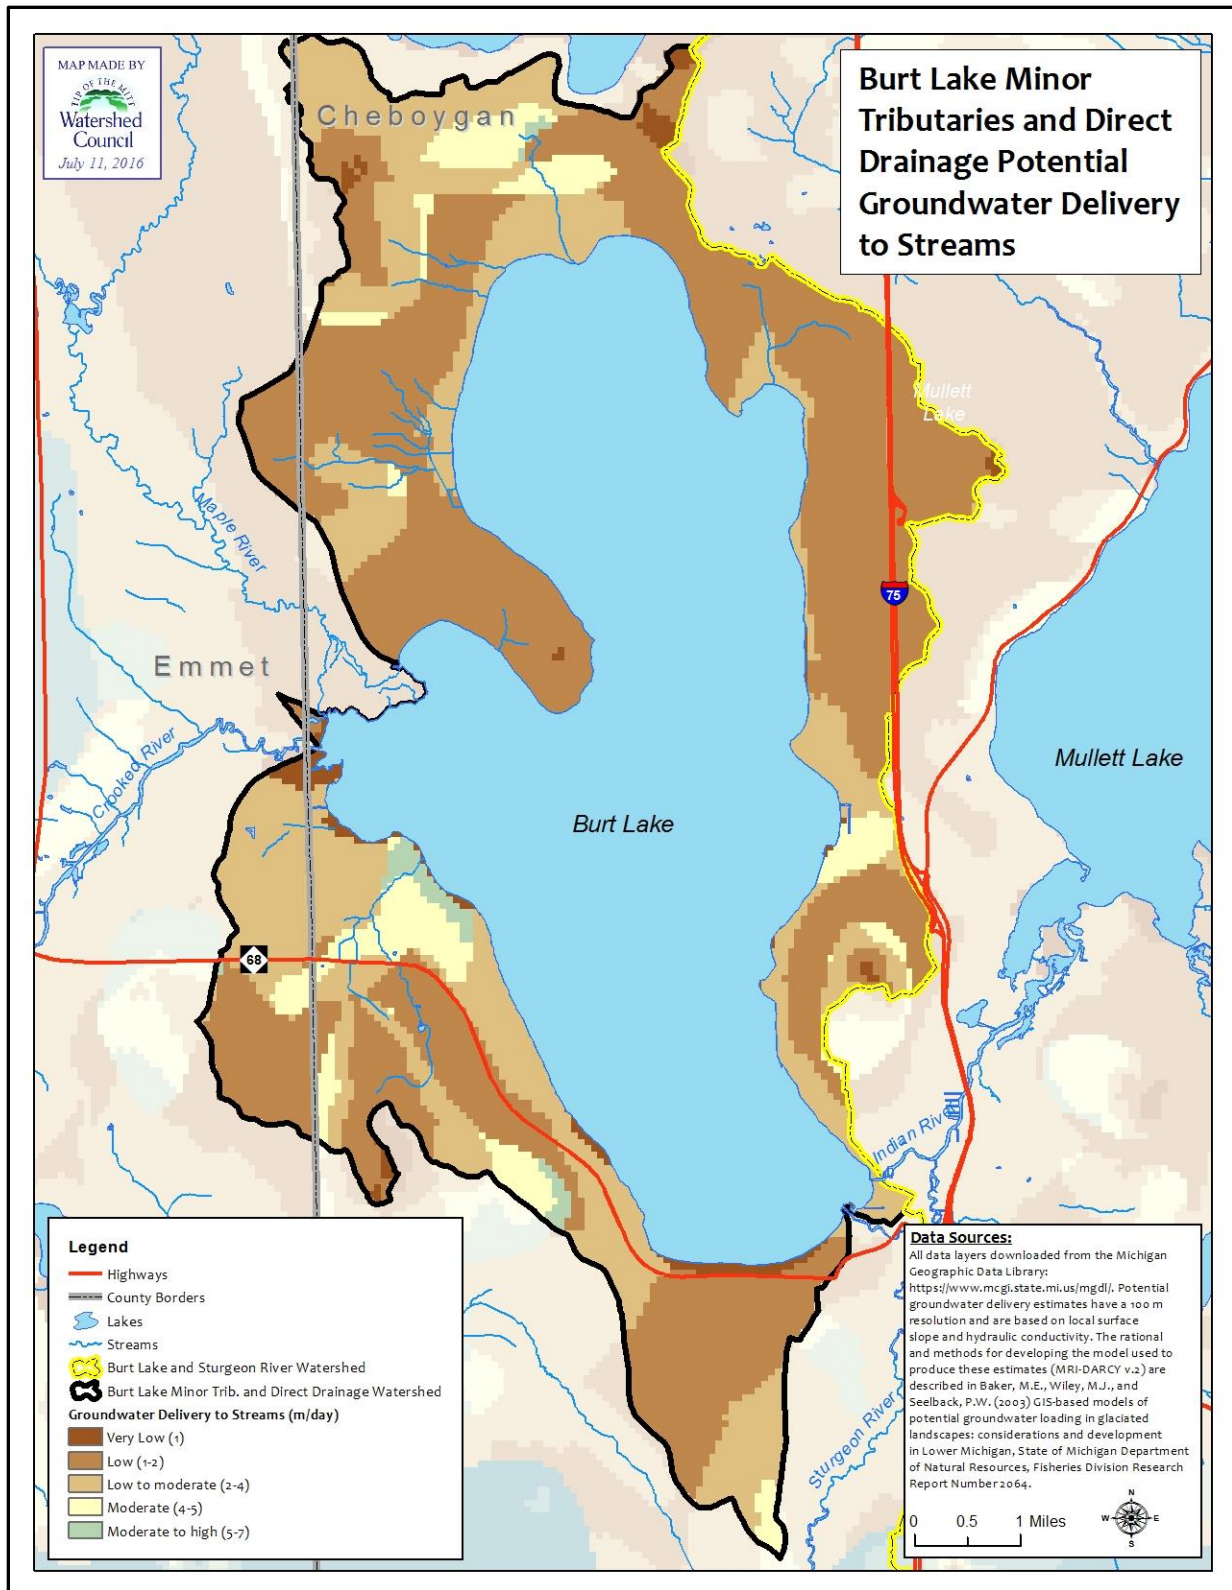 MAP MADE BY
TIP OF THE MITT
Watershed
Council
July 11, 2016
Burt Lake Minor
Tributaries and Direct
Drainage Potential
Groundwater Delivery
to Streams
Cheboygan
Mullett
Lake
Maple River
75
Emmet
Crooked River
Mullett Lake
Burt Lake
68
Indian River
Sturgeon River
Legend
Highways
County Borders
Lakes
Streams
Burt Lake and Sturgeon River Watershed
Burt Lake Minor Trib. and Direct Drainage Watershed
Groundwater Delivery to Streams (m/day)
Very Low (1)
Low (1-2)
Low to moderate (2-4)
Moderate (4-5)
Moderate to high (5-7)
Data Sources:
All data layers downloaded from the Michigan
Geographic Data Library:
https://www.mcgi.state.mi.us/mgdl/. Potential
groundwater delivery estimates have a 100 m
resolution and are based on local surface
slope and hydraulic conductivity. The rational
and methods for developing the model used to
produce these estimates (MRI-DARCY v.2) are
described in Baker, M.E., Wiley, M.J., and
Seelback, P.W. (2003) GIS-based models of
potential groundwater loading in glaciated
landscapes: considerations and development
in Lower Michigan, State of Michigan Department
of Natural Resources, Fisheries Division Research
Report Number 2064.
N
W E
S
0 0.5 1 Miles